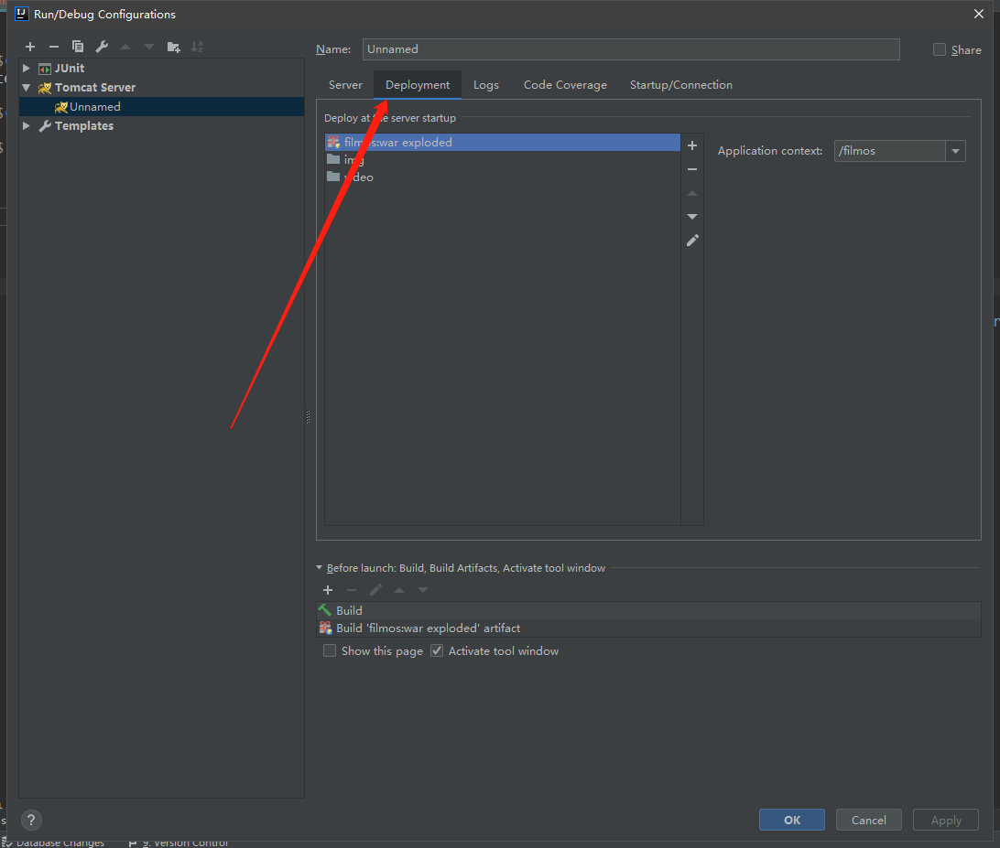 Run/Debug Configurations
Name: Unnamed Share
JUnit
Tomcat Server
Unnamed
Templates
Server Deployment Logs Code Coverage Startup/Connection
Deploy at the server startup
filmos:war exploded
img
video
Application context: /filmos
Before launch: Build, Build Artifacts, Activate tool window
Build
Build 'filmos:war exploded' artifact
Show this page Activate tool window
?
OK Cancel Apply
Database Changes 9: Version Control